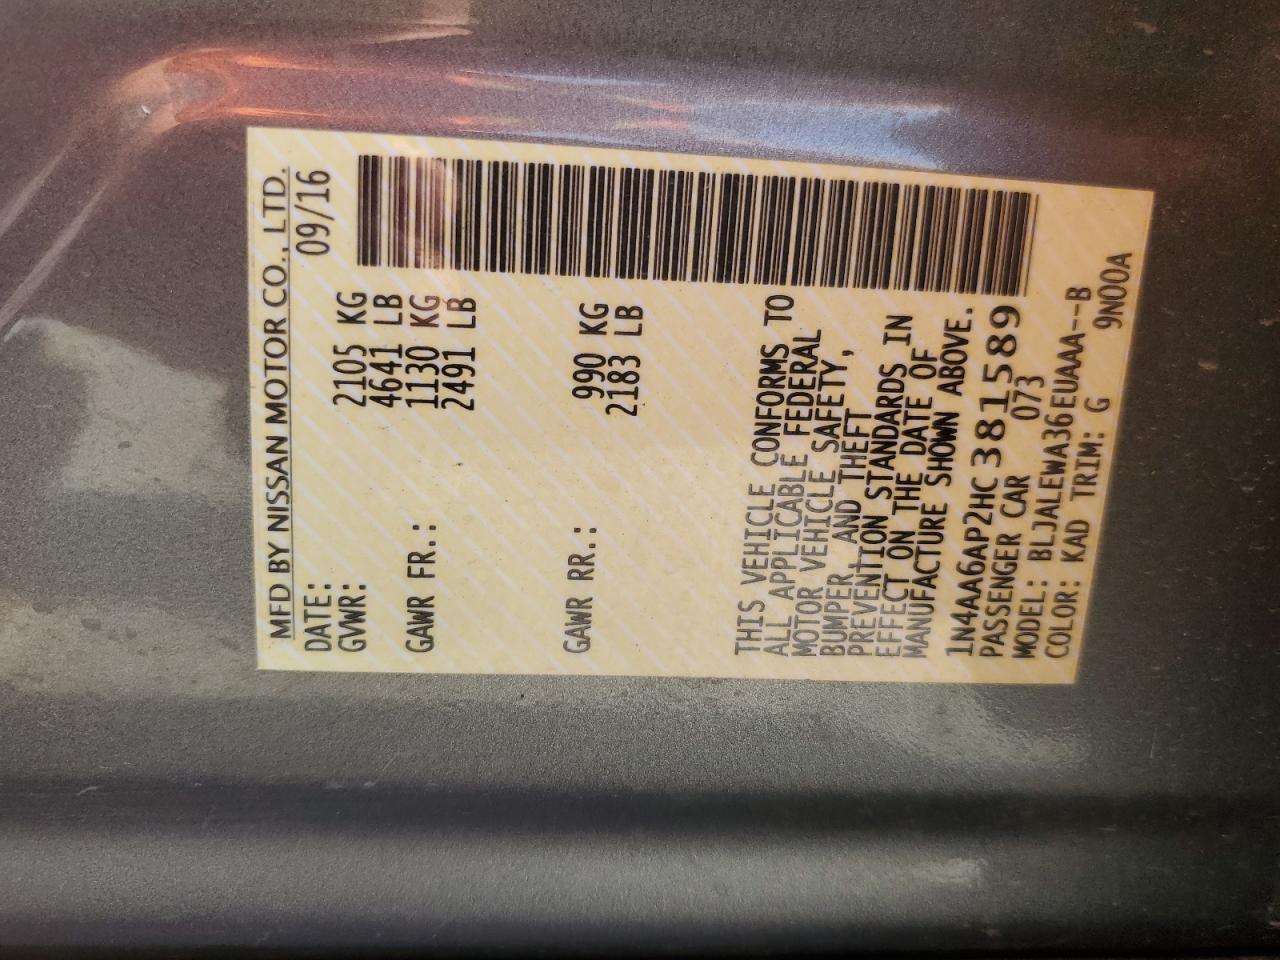 MFD BY NISSAN MOTOR CO., LTD.
DATE: 09/16
GVWR: 2105 KG
4641 LB
GAWR FR.: 1130 KG
2491 LB
GAWR RR.: 990 KG
2183 LB
THIS VEHICLE CONFORMS TO
ALL APPLICABLE FEDERAL
MOTOR VEHICLE SAFETY,
BUMPER AND THEFT
PREVENTION STANDARDS IN
EFFECT ON THE DATE OF
MANUFACTURE SHOWN ABOVE.
1N4AA6AP2HC381589
PASSENGER CAR 073
MODEL: BLJALEWA36EUAAA--B
COLOR: KAD TRIM: G 9N00A